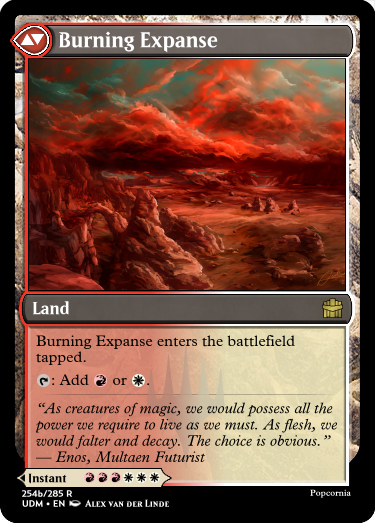 Burning Expanse
Land
Burning Expanse enters the battlefield
tapped.
: Add or .
“As creatures of magic, we would possess all the
power we require to live as we must. As flesh, we
would falter and decay. The choice is obvious.”
— Enos, Multaen Futurist
Instant
254b/285 R
Popcornia
UDM • EN Alex van der Linde